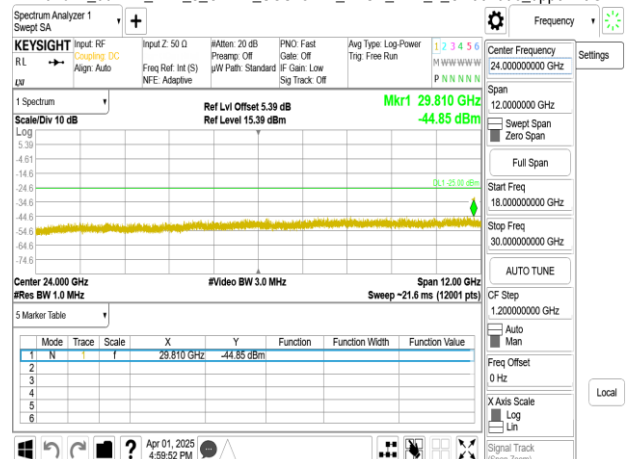 Spectrum Analyzer 1
Swept SA
Frequency
KEYSIGHT
Input: RF
Coupling: DC
Align: Auto
Input Z: 50 Ω
Freq Ref: Int (S)
NFE: Adaptive
#Atten: 20 dB
Preamp: Off
µW Path: Standard
PNO: Fast
Gate: Off
IF Gain: Low
Sig Track: Off
Avg Type: Log-Power
Trig: Free Run
1 2 3 4 5 6
M W W W W W
P N N N N N
RL
LXI
1 Spectrum
Scale/Div 10 dB
Ref Lvl Offset 5.39 dB
Ref Level 15.39 dBm
Mkr1 29.810 GHz
-44.85 dBm
Log
5.39
-4.61
-14.6
-24.6
DL1 -25.00 dBm
-34.6
-44.6
-54.6
-64.6
-74.6
Center 24.000 GHz
#Video BW 3.0 MHz
Span 12.00 GHz
#Res BW 1.0 MHz
Sweep ~21.6 ms (12001 pts)
5 Marker Table
Mode Trace Scale X Y Function Function Width Function Value
1 N 1 f 29.810 GHz -44.85 dBm
2
3
4
5
6
Apr 01, 2025
4:59:52 PM
Center Frequency
24.000000000 GHz
Settings
Span
12.0000000 GHz
Swept Span
Zero Span
Full Span
Start Freq
18.000000000 GHz
Stop Freq
30.000000000 GHz
AUTO TUNE
CF Step
1.200000000 GHz
Auto
Man
Freq Offset
0 Hz
Local
X Axis Scale
Log
Lin
Signal Track